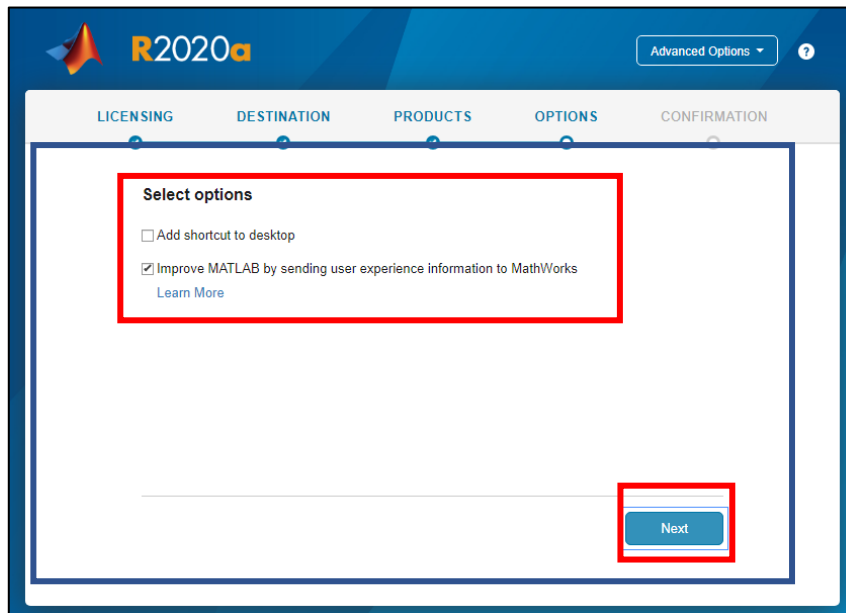 R2020a
Advanced Options
?
LICENSING DESTINATION PRODUCTS OPTIONS CONFIRMATION
Select options
Add shortcut to desktop
Improve MATLAB by sending user experience information to MathWorks
Learn More
Next